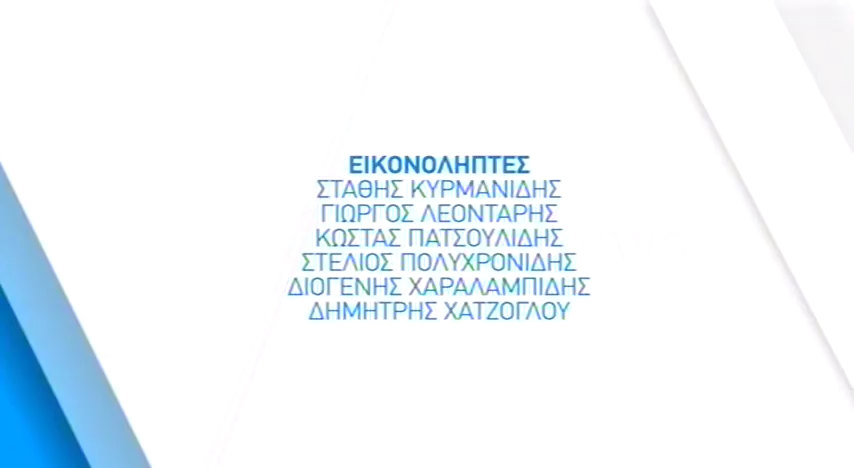 ΕΙΚΟΝΟΛΗΠΤΕΣ
ΣΤΑΘΗΣ ΚΥΡΜΑΝΙΔΗΣ
ΓΙΩΡΓΟΣ ΛΕΟΝΤΑΡΗΣ
ΚΩΣΤΑΣ ΠΑΤΣΟΥΛΙΔΗΣ
ΣΤΕΛΙΟΣ ΠΟΛΥΧΡΟΝΙΔΗΣ
ΔΙΟΓΕΝΗΣ ΧΑΡΑΛΑΜΠΙΔΗΣ
ΔΗΜΗΤΡΗΣ ΧΑΤΖΟΓΛΟΥ